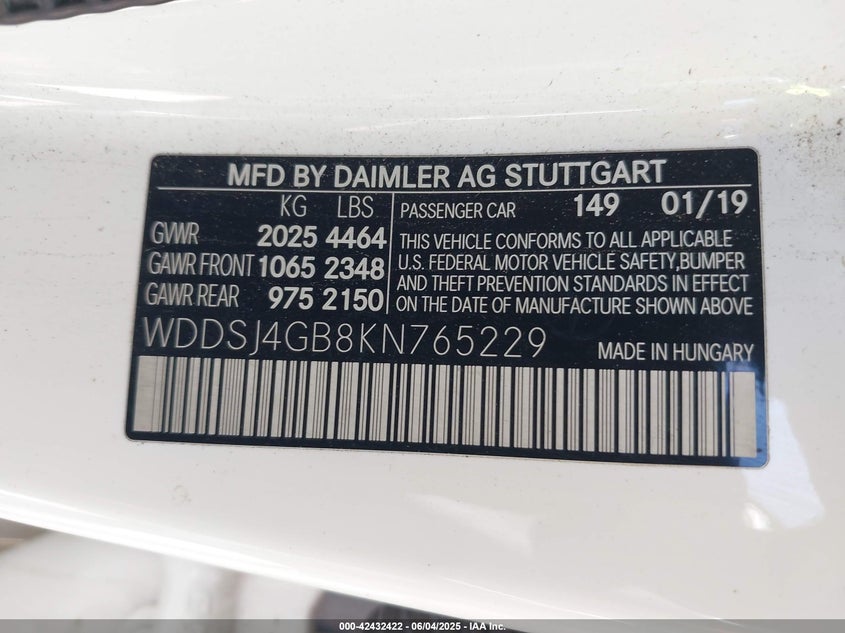 MFD BY DAIMLER AG STUTTGART
KG LBS
GVWR 2025 4464
GAWR FRONT 1065 2348
GAWR REAR 975 2150
PASSENGER CAR 149 01/19
THIS VEHICLE CONFORMS TO ALL APPLICABLE
U.S. FEDERAL MOTOR VEHICLE SAFETY,BUMPER
AND THEFT PREVENTION STANDARDS IN EFFECT
ON THE DATE OF MANUFACTURE SHOWN ABOVE
WDDSJ4GB8KN765229
MADE IN HUNGARY
000-42432422 - 06/04/2025 - IAAI.COM